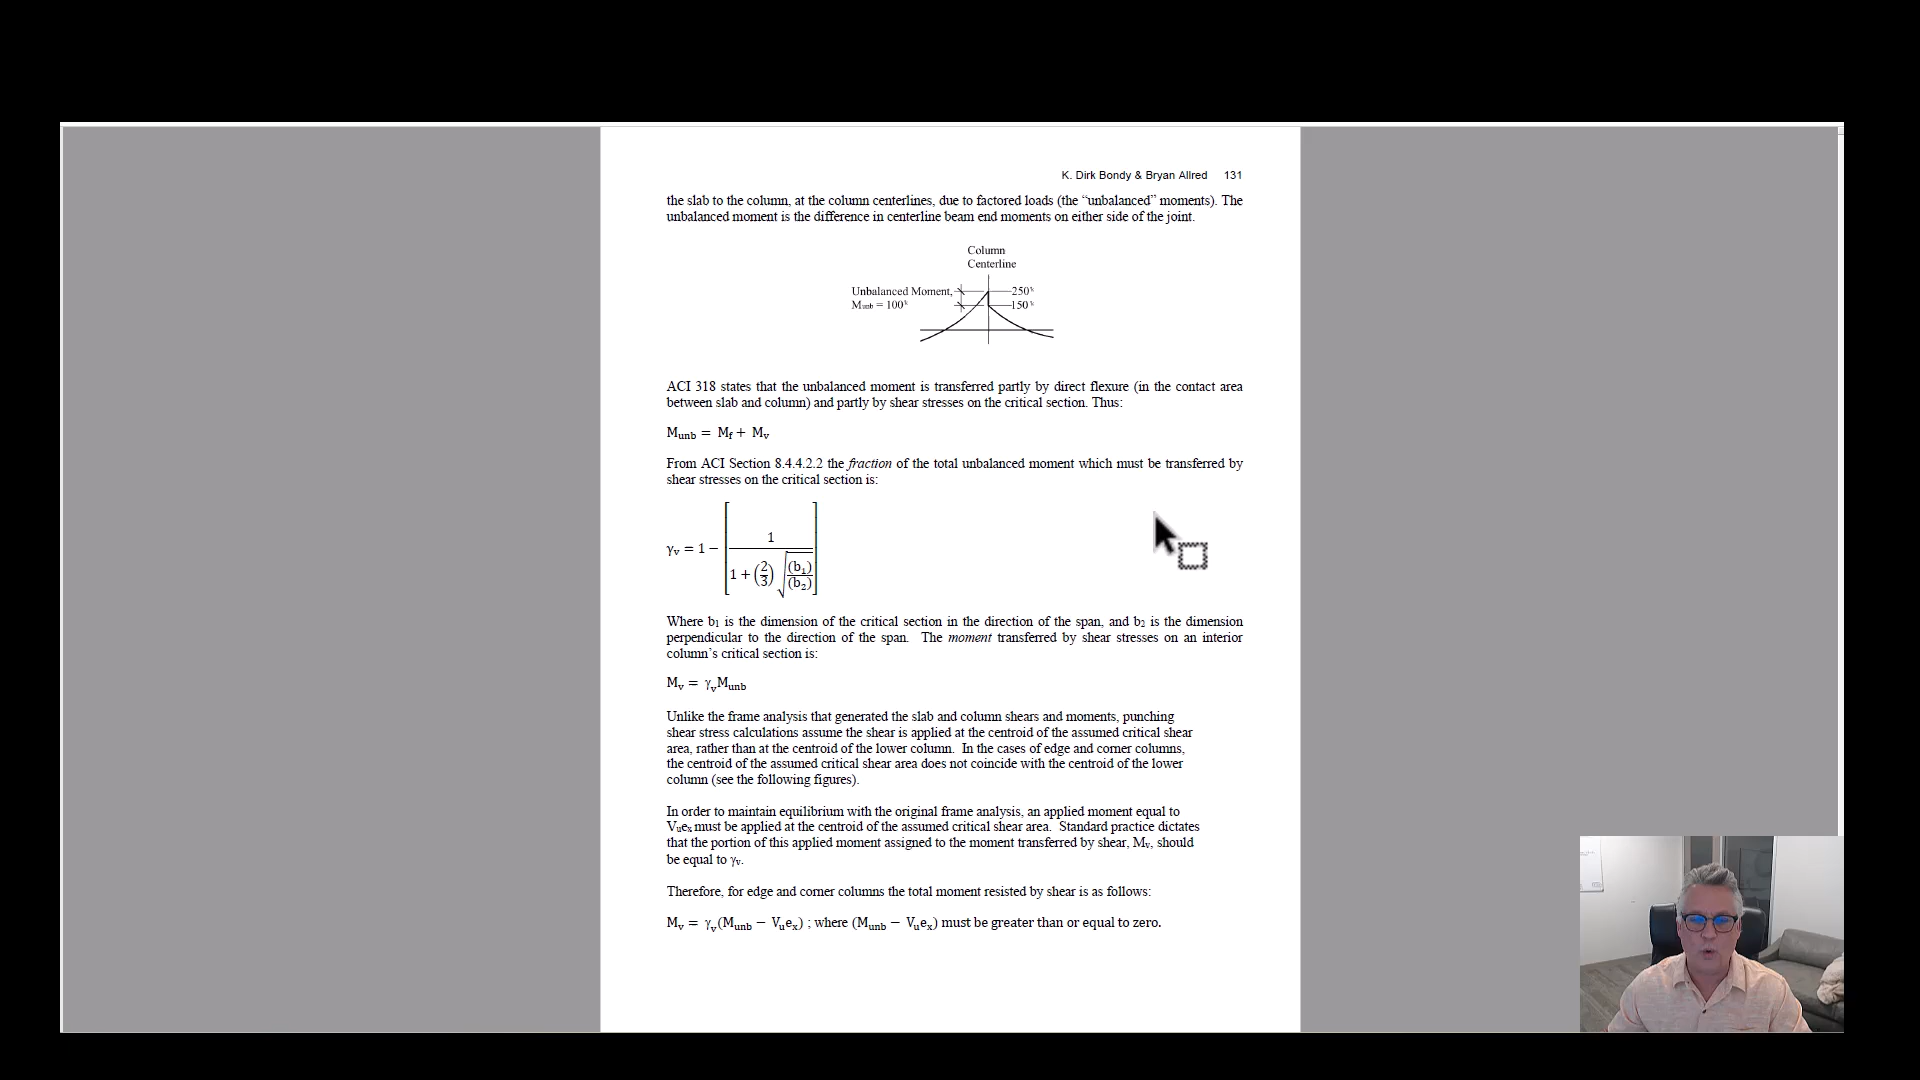 K. Dirk Bondy & Bryan Allred 131
the slab to the column, at the column centerlines, due to factored loads (the “unbalanced” moments). The
unbalanced moment is the difference in centerline beam end moments on either side of the joint.
Column
Centerline
Unbalanced Moment,
Munb = 100ᵏ
250ᵏ
150ᵏ
ACI 318 states that the unbalanced moment is transferred partly by direct flexure (in the contact area
between slab and column) and partly by shear stresses on the critical section. Thus:
Munb = Mf + Mv
From ACI Section 8.4.4.2.2 the fraction of the total unbalanced moment which must be transferred by
shear stresses on the critical section is:
γv = 1 − [1 / (1 + (2/3) √((b₁)/(b₂)))]
Where b₁ is the dimension of the critical section in the direction of the span, and b₂ is the dimension
perpendicular to the direction of the span. The moment transferred by shear stresses on an interior
column’s critical section is:
Mv = γvMunb
Unlike the frame analysis that generated the slab and column shears and moments, punching
shear stress calculations assume the shear is applied at the centroid of the assumed critical shear
area, rather than at the centroid of the lower column. In the cases of edge and corner columns,
the centroid of the assumed critical shear area does not coincide with the centroid of the lower
column (see the following figures).
In order to maintain equilibrium with the original frame analysis, an applied moment equal to
Vuex must be applied at the centroid of the assumed critical shear area. Standard practice dictates
that the portion of this applied moment assigned to the moment transferred by shear, Mv, should
be equal to γv.
Therefore, for edge and corner columns the total moment resisted by shear is as follows:
Mv = γv(Munb − Vuex) ; where (Munb − Vuex) must be greater than or equal to zero.